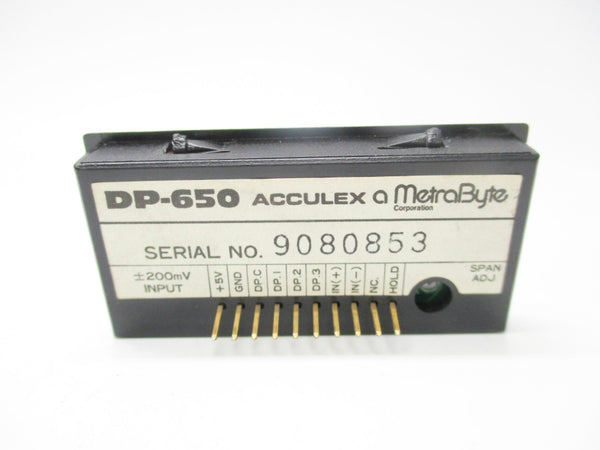 DP-650 ACCULEX a MetraByte
Corporation
SERIAL NO. 9080853
±200mV INPUT
+5V
GND
DP.C
DP.1
DP.2
DP.3
IN(+)
IN(-)
NC.
HOLD
SPAN ADJ